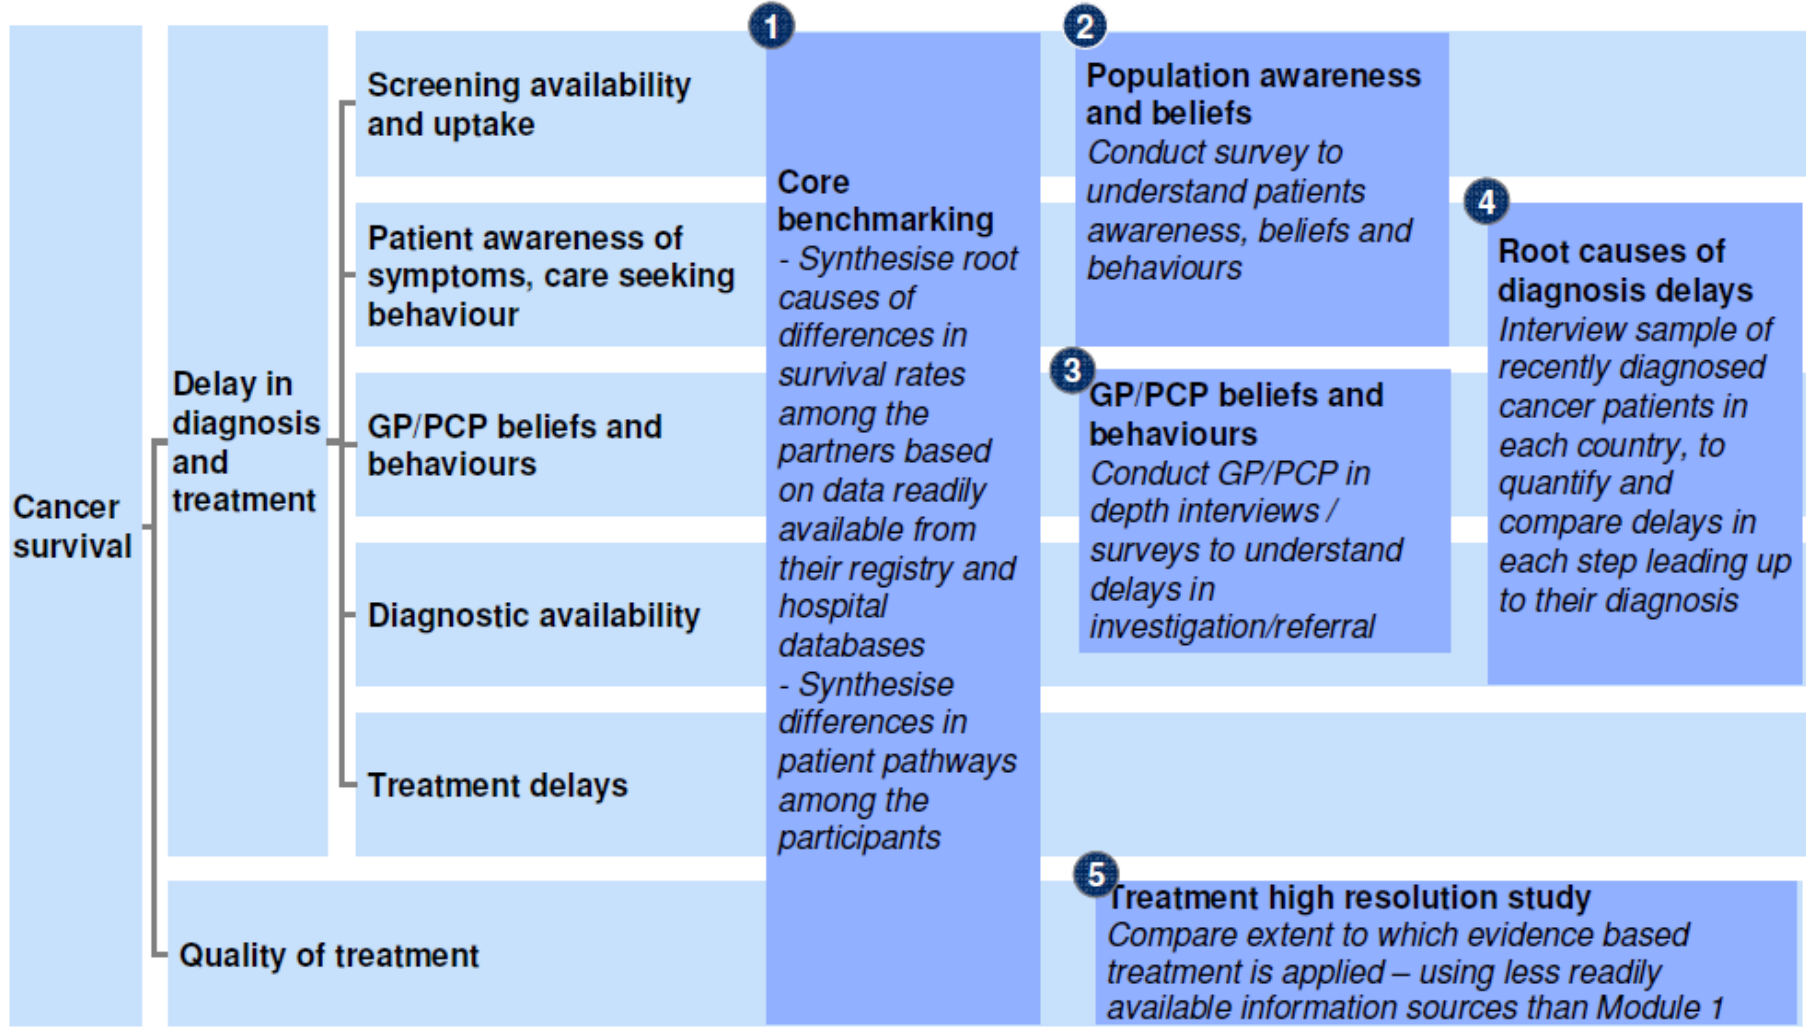 Cancer
survival
Delay in
diagnosis
and
treatment
Quality of treatment
Screening availability
and uptake
Patient awareness of
symptoms, care seeking
behaviour
GP/PCP beliefs and
behaviours
Diagnostic availability
Treatment delays
1
Core
benchmarking
- Synthesise root
causes of
differences in
survival rates
among the
partners based
on data readily
available from
their registry and
hospital
databases
- Synthesise
differences in
patient pathways
among the
participants
2
Population awareness
and beliefs
Conduct survey to
understand patients
awareness, beliefs and
behaviours
3
GP/PCP beliefs and
behaviours
Conduct GP/PCP in
depth interviews /
surveys to understand
delays in
investigation/referral
4
Root causes of
diagnosis delays
Interview sample of
recently diagnosed
cancer patients in
each country, to
quantify and
compare delays in
each step leading up
to their diagnosis
5
Treatment high resolution study
Compare extent to which evidence based
treatment is applied – using less readily
available information sources than Module 1